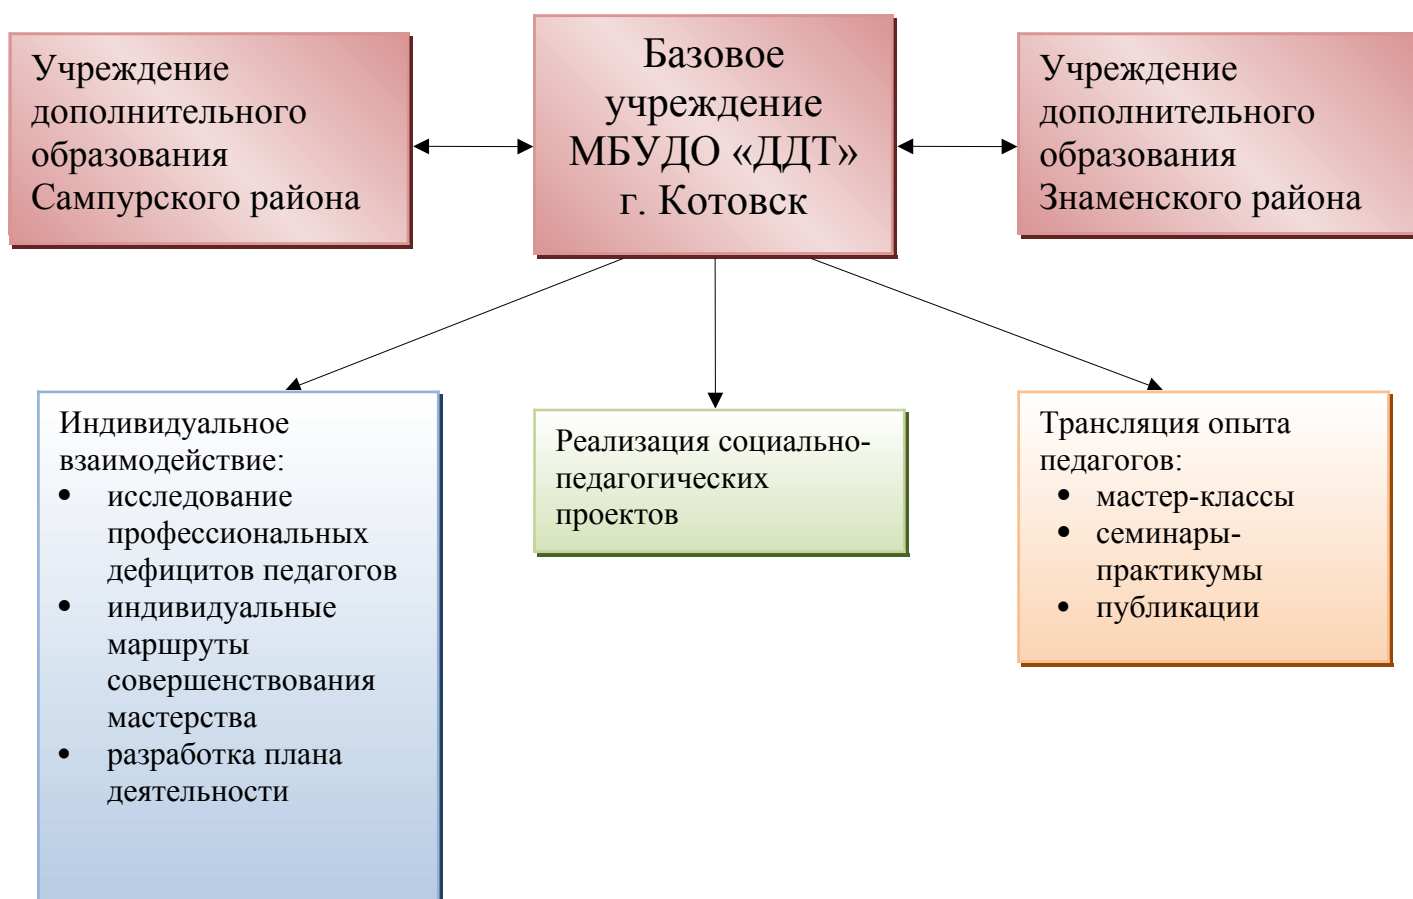 Учреждение
дополнительного
образования
Сампурского района
Базовое
учреждение
МБУДО «ДДТ»
г. Котовск
Учреждение
дополнительного
образования
Знаменского района
Индивидуальное
взаимодействие:
• исследование
профессиональных
дефицитов педагогов
• индивидуальные
маршруты
совершенствования
мастерства
• разработка плана
деятельности
Реализация социально-
педагогических
проектов
Трансляция опыта
педагогов:
• мастер-классы
• семинары-
практикумы
• публикации